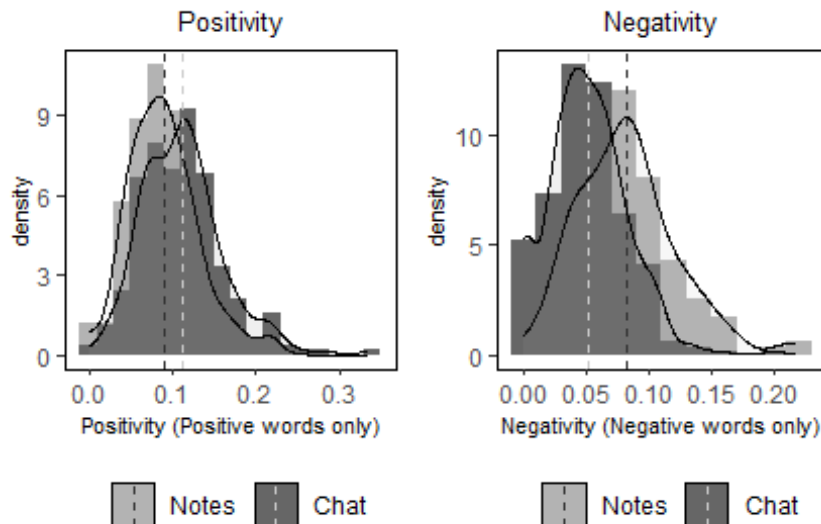 Positivity
density
9
6
3
0
0.0 0.1 0.2 0.3
Positivity (Positive words only)
Notes Chat
Negativity
density
10
5
0
0.00 0.05 0.10 0.15 0.20
Negativity (Negative words only)
Notes Chat